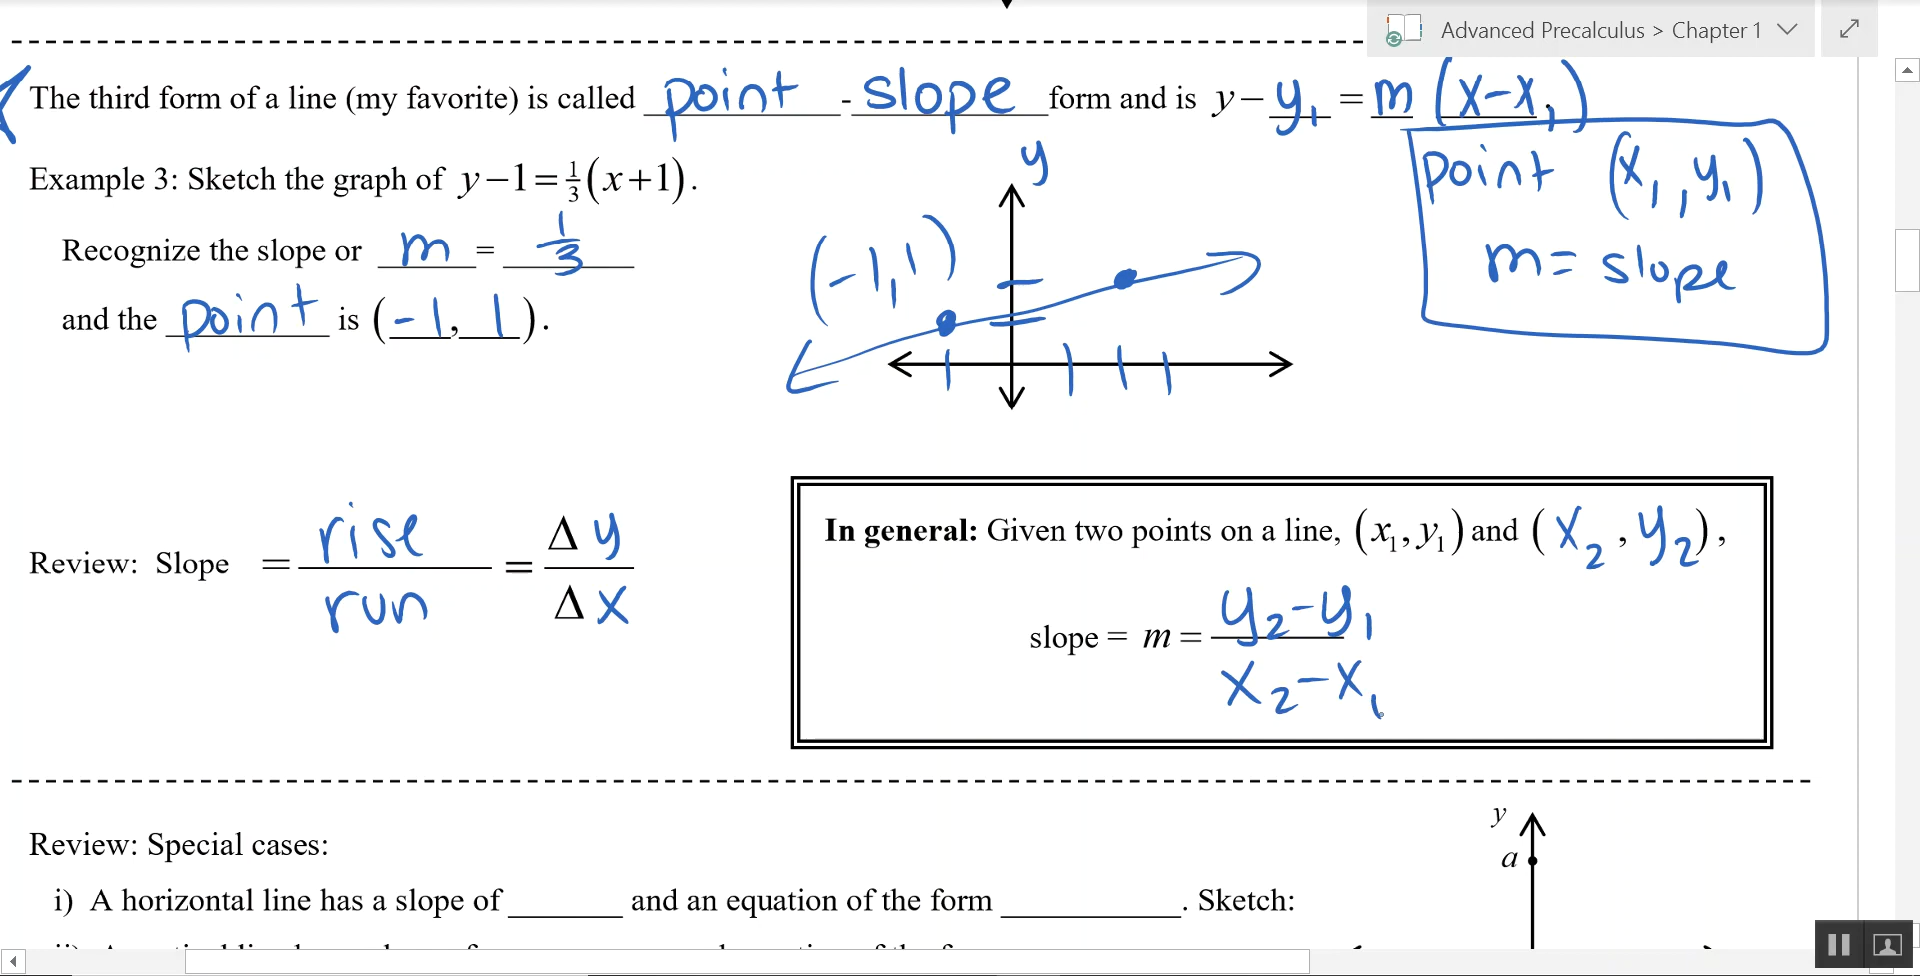 Advanced Precalculus > Chapter 1
The third form of a line (my favorite) is called point - slope form and is y − y₁ = m (x−x₁)
point (x₁, y₁)
m = slope
Example 3: Sketch the graph of y−1=⅓(x+1).
Recognize the slope or m = 1/3
and the point is (−1, 1).
y
(−1, 1)
Review: Slope = rise/run = Δy/Δx
In general: Given two points on a line, (x₁, y₁) and (x₂, y₂),
slope = m = y₂−y₁/x₂−x₁
Review: Special cases:
y
a
i) A horizontal line has a slope of ______ and an equation of the form __________. Sketch: